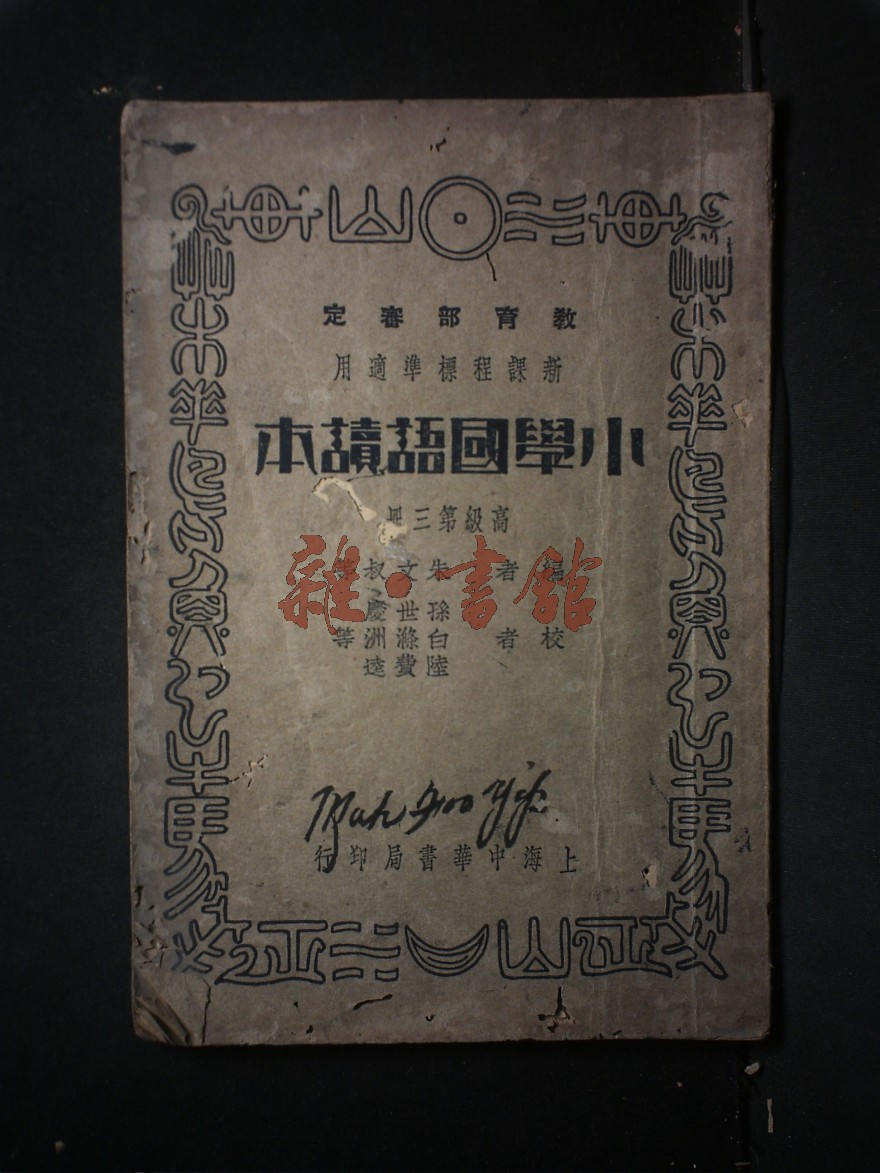 教育部審定
新課程標準適用
小學國語讀本
高級第三冊
編者 朱文叔等
孫世慶
校者 白滌洲等
陸費逵
上海中華書局印行
雜·書館